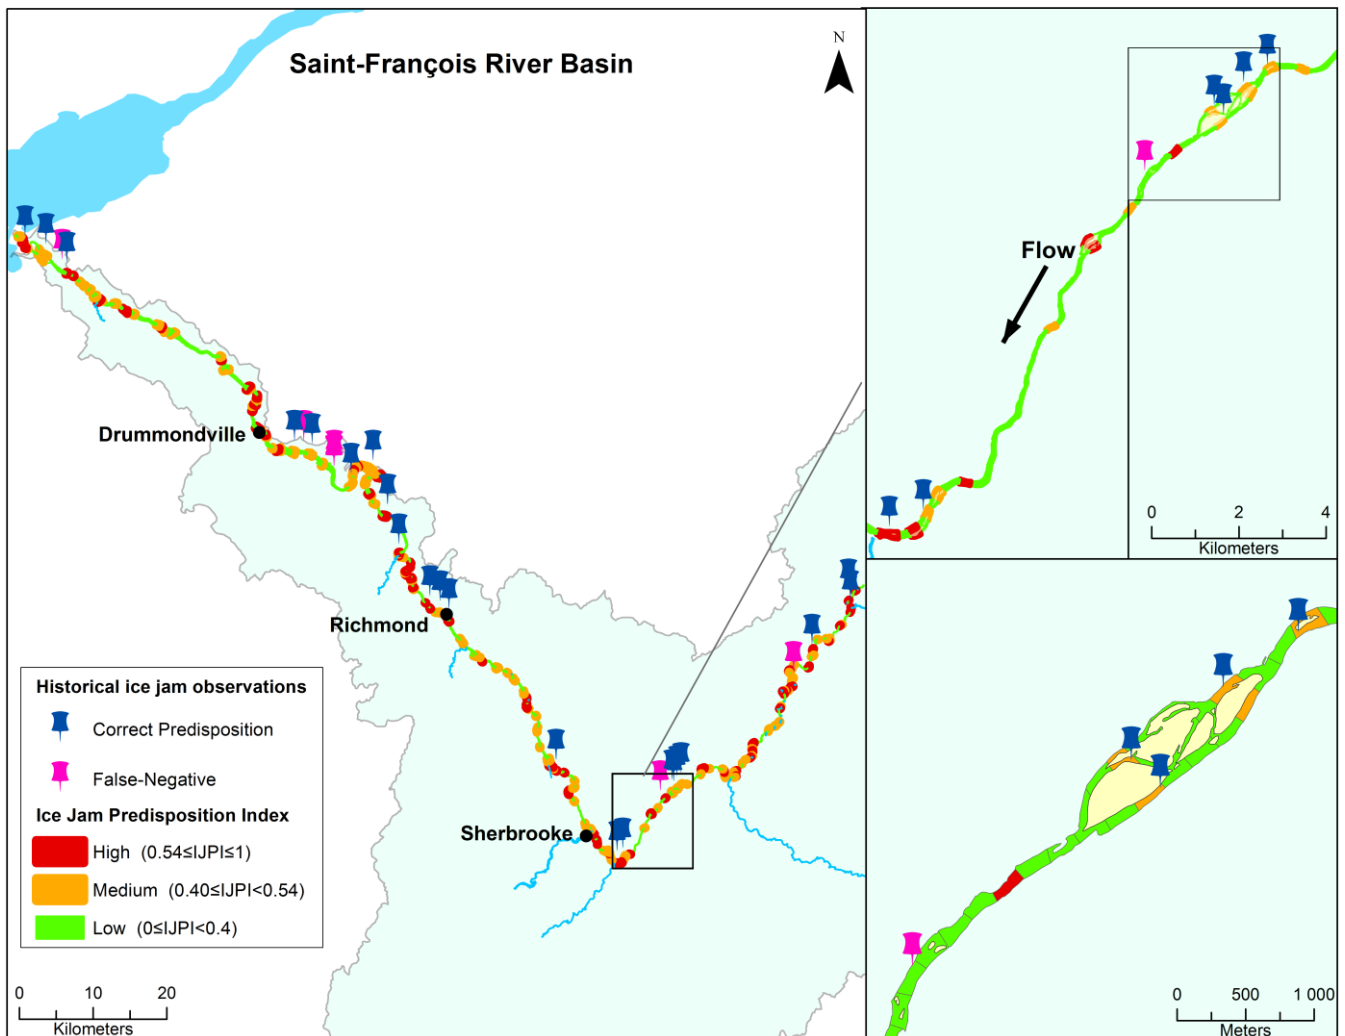 Saint-François River Basin
N
Drummondville
Richmond
Sherbrooke
Historical ice jam observations
Correct Predisposition
False-Negative
Ice Jam Predisposition Index
High (0.54≤IJPI≤1)
Medium (0.40≤IJPI<0.54)
Low (0≤IJPI<0.4)
0 10 20
Kilometers
Flow
0 2 4
Kilometers
0 500 1 000
Meters